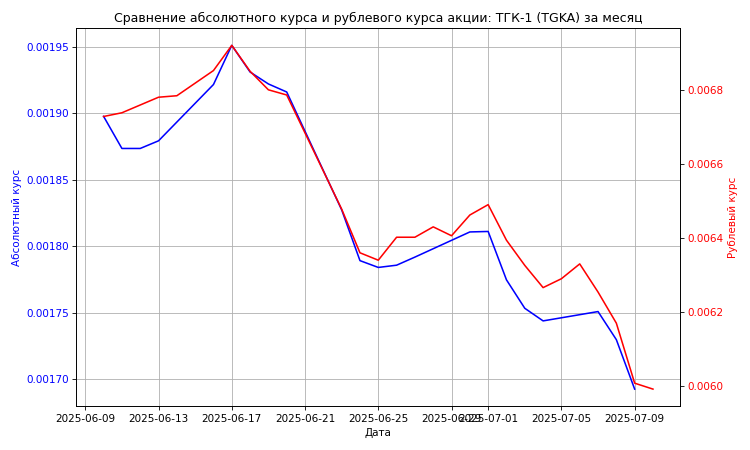 Сравнение абсолютного курса и рублевого курса акции: ТГК-1 (TGKA) за месяц
Абсолютный курс
0.00195
0.00190
0.00185
0.00180
0.00175
0.00170
0.0068
0.0066
0.0064
0.0062
0.0060
Рублевый курс
2025-06-09 2025-06-13 2025-06-17 2025-06-21 2025-06-25 2025-06-29 2025-07-01 2025-07-05 2025-07-09
Дата